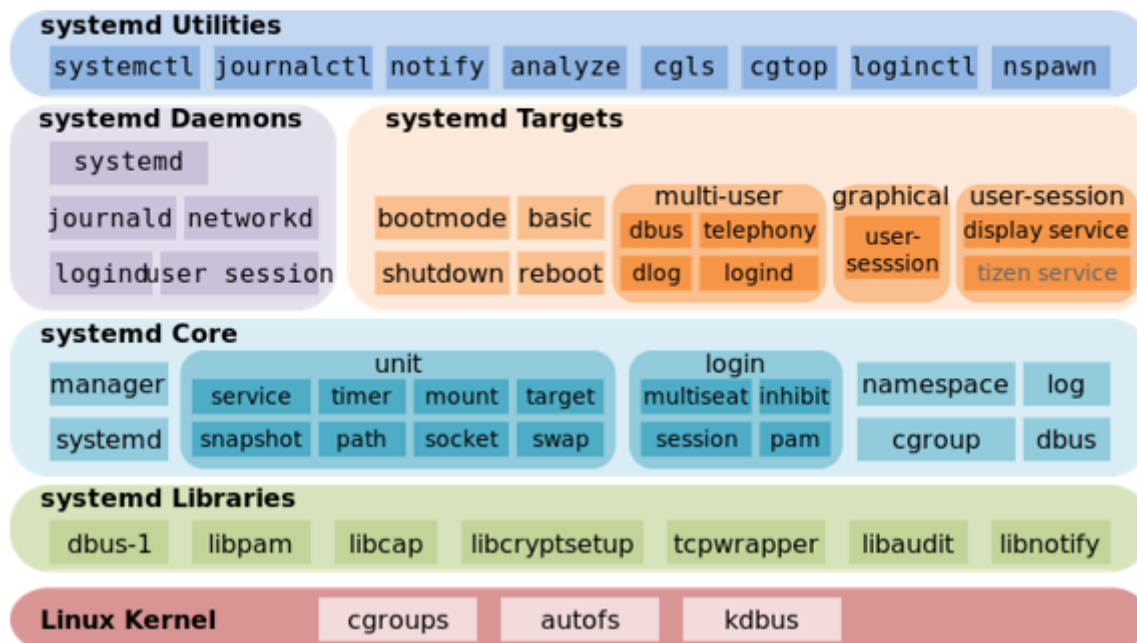 systemd Utilities
systemctl journalctl notify analyze cgls cgtop loginctl nspawn
systemd Daemons
systemd
journald networkd
logind user session
systemd Targets
bootmode basic
shutdown reboot
multi-user
dbus telephony
dlog logind
graphical
user-
sesssion
user-session
display service
tizen service
systemd Core
manager
systemd
unit
service timer mount target
snapshot path socket swap
login
multiseat inhibit
session pam
namespace log
cgroup dbus
systemd Libraries
dbus-1 libpam libcap libcryptsetup tcpwrapper libaudit libnotify
Linux Kernel cgroups autofs kdbus